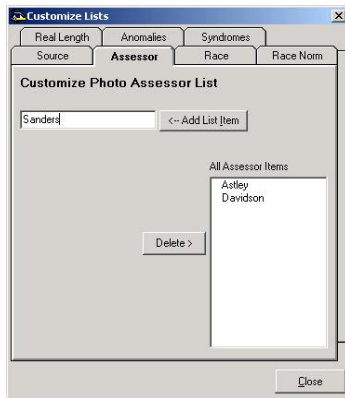 Customize Lists
Real Length Anomalies Syndromes
Source Assessor Race Race Norm
Customize Photo Assessor List
Sanders
<-- Add List Item
All Assessor Items
Astley
Davidson
Delete >
Close